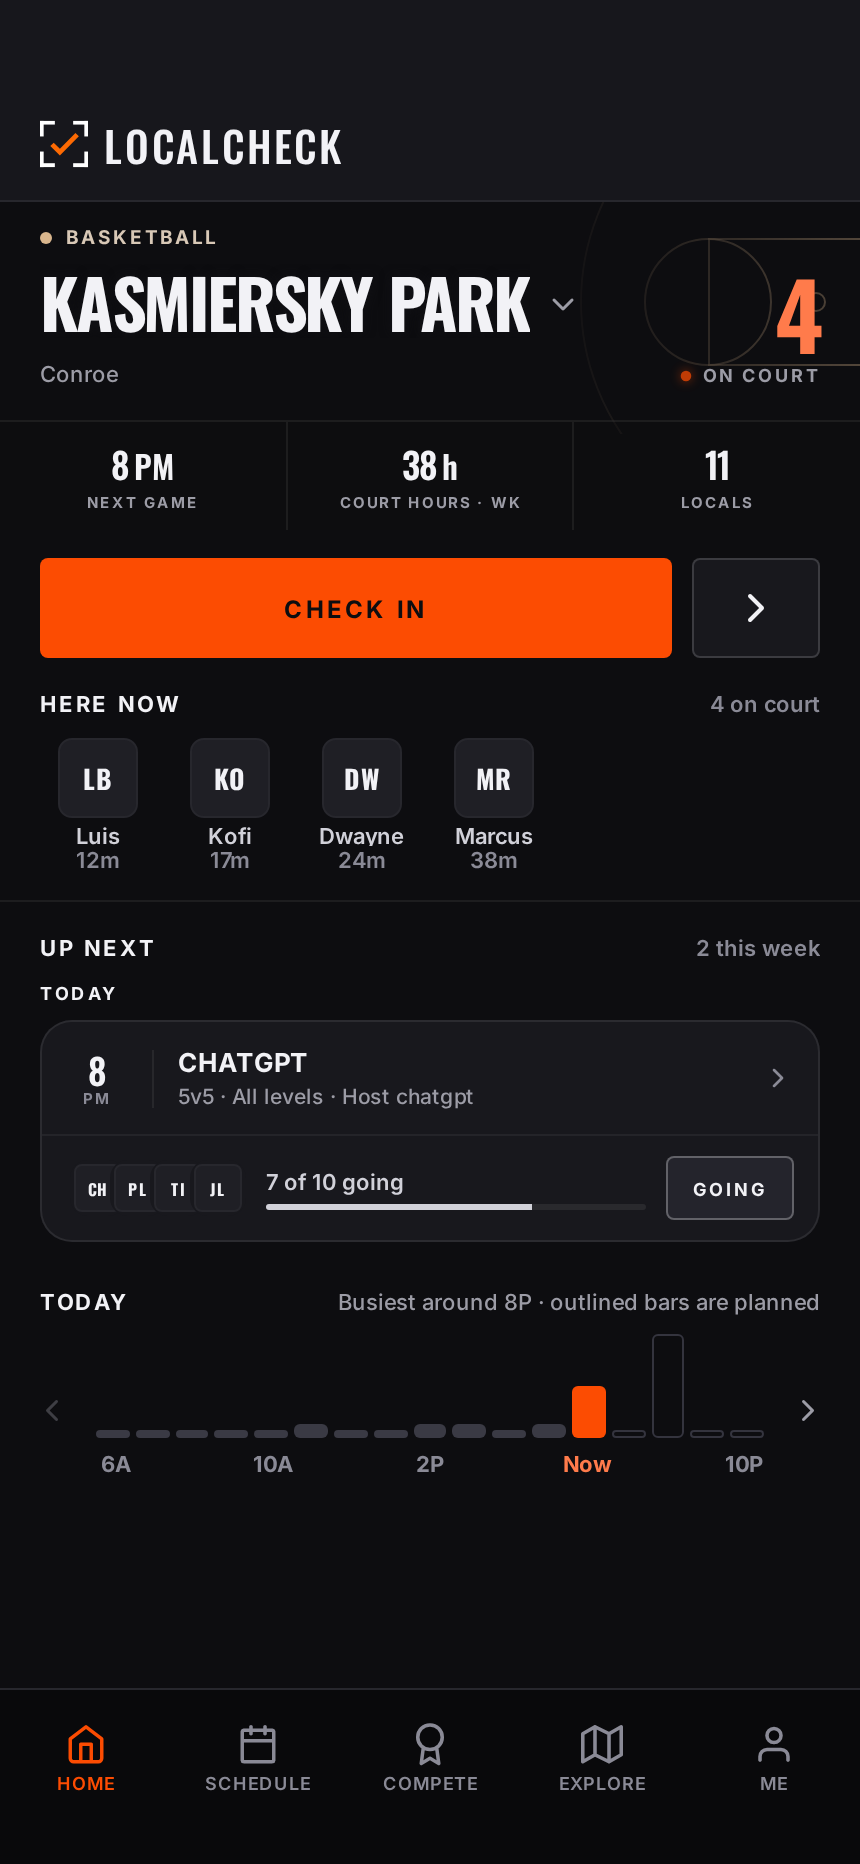 LOCALCHECK
BASKETBALL
KASMIERSKY PARK
4
Conroe
ON COURT
8 PM
NEXT GAME
38 h
COURT HOURS · WK
11
LOCALS
CHECK IN
HERE NOW
4 on court
LB
KO
DW
MR
Luis
Kofi
Dwayne
Marcus
12m
17m
24m
38m
UP NEXT
2 this week
TODAY
8
PM
CHATGPT
5v5 · All levels · Host chatgpt
CH
PL
TI
JL
7 of 10 going
GOING
TODAY
Busiest around 8P · outlined bars are planned
6A
10A
2P
Now
10P
HOME
SCHEDULE
COMPETE
EXPLORE
ME